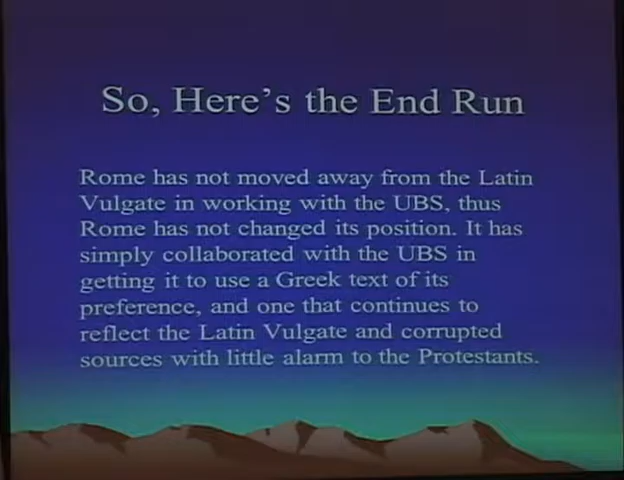 So, Here's the End Run
Rome has not moved away from the Latin
Vulgate in working with the UBS, thus
Rome has not changed its position. It has
simply collaborated with the UBS in
getting it to use a Greek text of its
preference, and one that continues to
reflect the Latin Vulgate and corrupted
sources with little alarm to the Protestants.